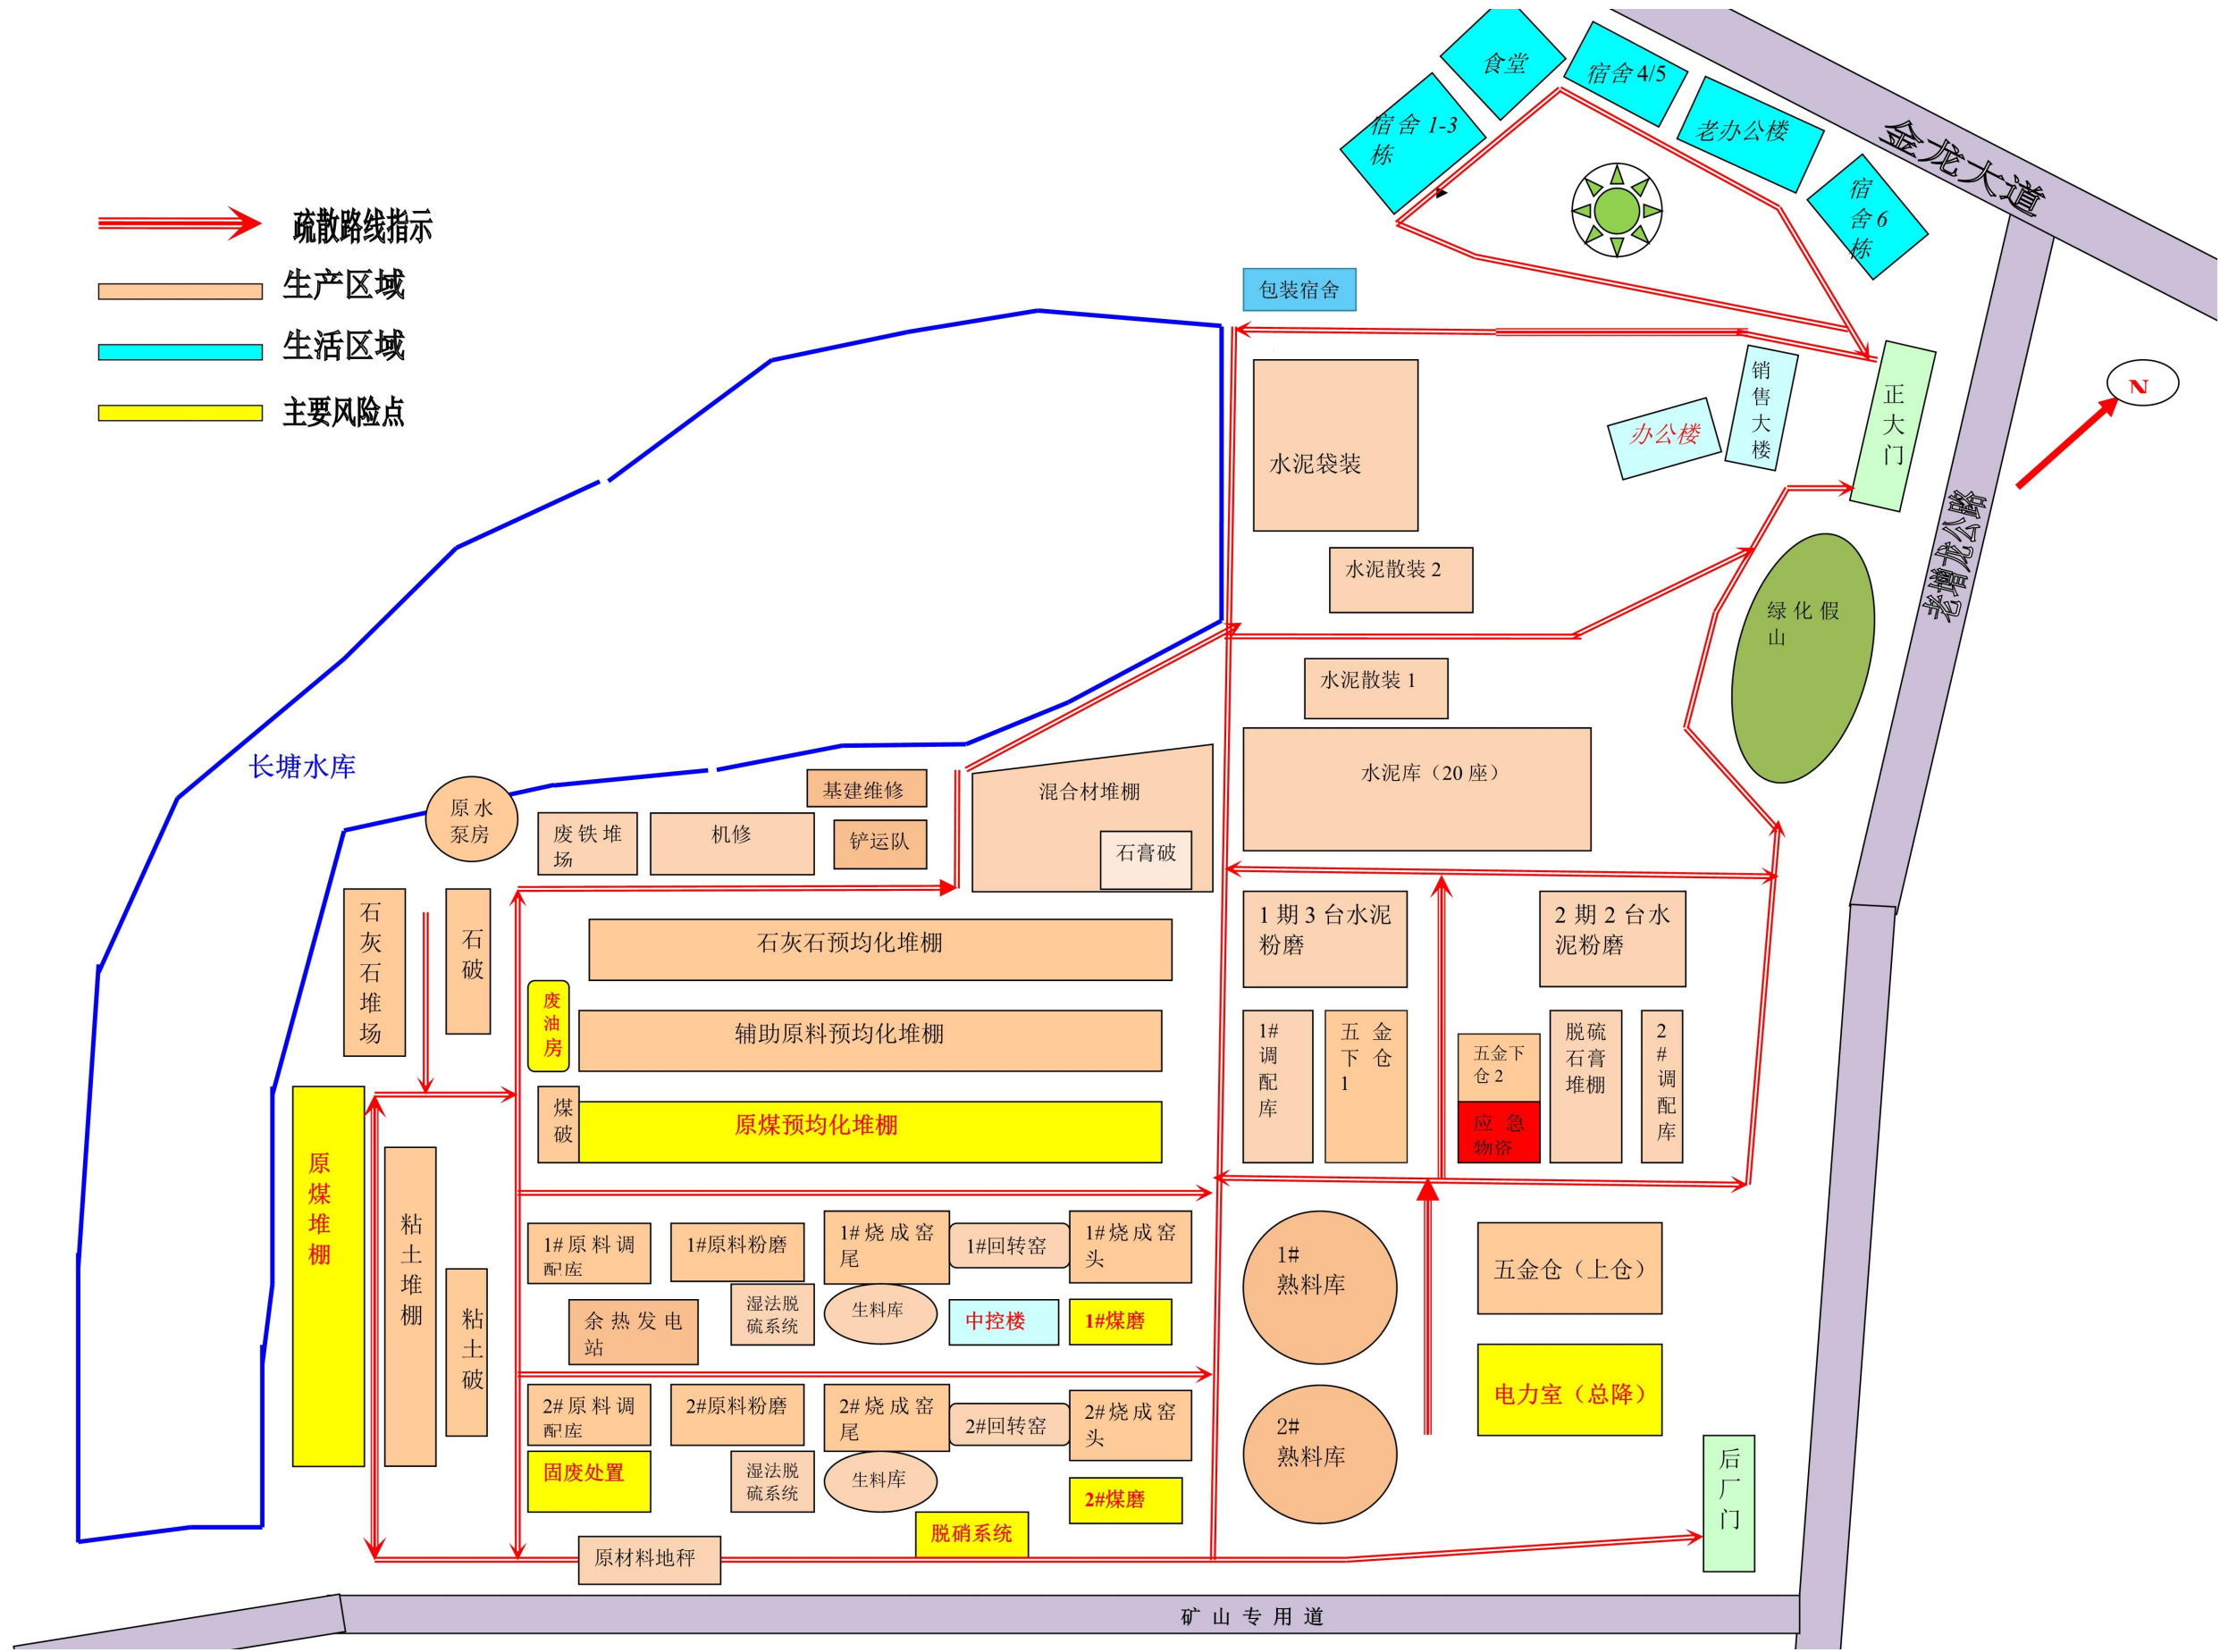 食堂
宿舍 4/5
宿舍 1-3
栋
老办公楼
金龙大道
宿
舍 6
栋
疏散路线指示
生产区域
生活区域
主要风险点
包装宿舍
销
售
大
楼
正
大
门
N
办公楼
水泥袋装
老增龙公路
水泥散装 2
绿化假
山
水泥散装 1
长塘水库
水泥库（20 座）
原水
泵房
基建维修
混合材堆棚
废铁堆
场
机修
铲运队
石膏破
石
灰
石
堆
场
石
破
石灰石预均化堆棚
1 期 3 台水泥
粉磨
2 期 2 台水
泥粉磨
废
油
房
辅助原料预均化堆棚
1#
调
配
库
五金
下仓
1
五金下
仓 2
脱硫
石膏
堆棚
2
#
调
配
库
煤
破
原煤预均化堆棚
应急
物资
原
煤
堆
棚
粘
土
堆
棚
粘
土
破
1#原料调
配库
1#原料粉磨
1#烧成窑
尾
1#回转窑
1#烧成窑
头
1#
熟料库
五金仓（上仓）
余热发电
站
湿法脱
硫系统
生料库
中控楼
1#煤磨
2#原料调
配库
2#原料粉磨
2#烧成窑
尾
2#回转窑
2#烧成窑
头
2#
熟料库
电力室（总降）
固废处置
湿法脱
硫系统
生料库
2#煤磨
后
厂
门
脱硝系统
原材料地秤
矿山专用道